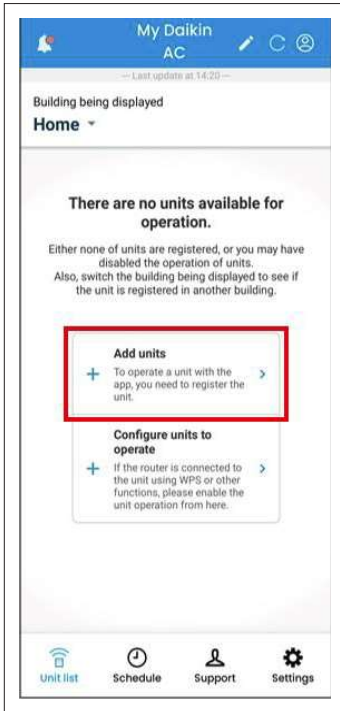 My Daikin
AC
— Last update at 14:20 —
Building being displayed
Home
There are no units available for
operation.
Either none of units are registered, or you may have
disabled the operation of units.
Also, switch the building being displayed to see if
the unit is registered in another building.
Add units
To operate a unit with the
app, you need to register the
unit.
Configure units to
operate
If the router is connected to
the unit using WPS or other
functions, please enable the
unit operation from here.
Unit list
Schedule
Support
Settings